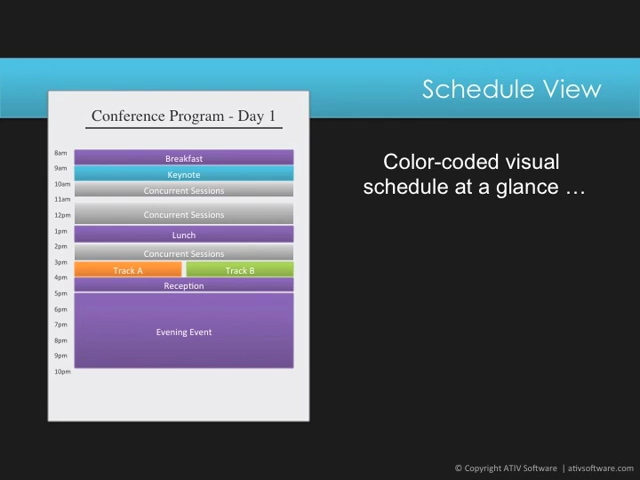 Schedule View
Conference Program - Day 1
8am
Breakfast
9am
Keynote
10am
Concurrent Sessions
11am
12pm
Concurrent Sessions
1pm
Lunch
2pm
Concurrent Sessions
3pm
Track A Track B
4pm
Reception
5pm
6pm
7pm
Evening Event
8pm
9pm
10pm
Color-coded visual
schedule at a glance …
© Copyright ATIV Software | ativsoftware.com